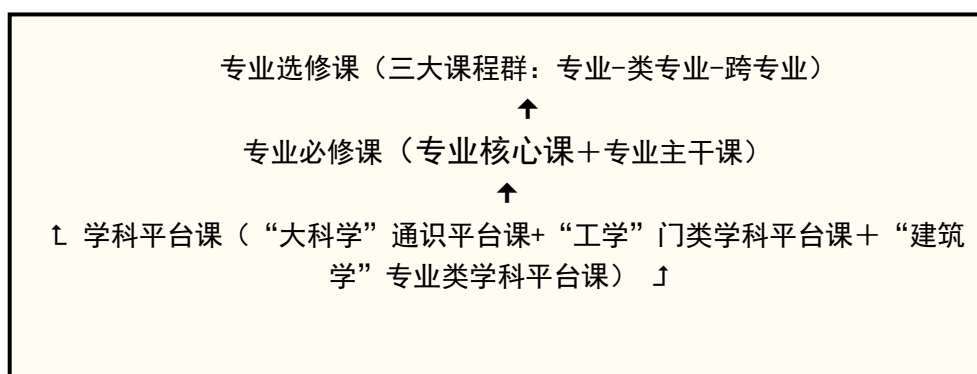 专业选修课（三大课程群：专业-类专业-跨专业）
↑
专业必修课（专业核心课＋专业主干课）
↑
ੂ学科平台课（“大科学”通识平台课+“工学”门类学科平台课＋“建筑
学”专业类学科平台课）